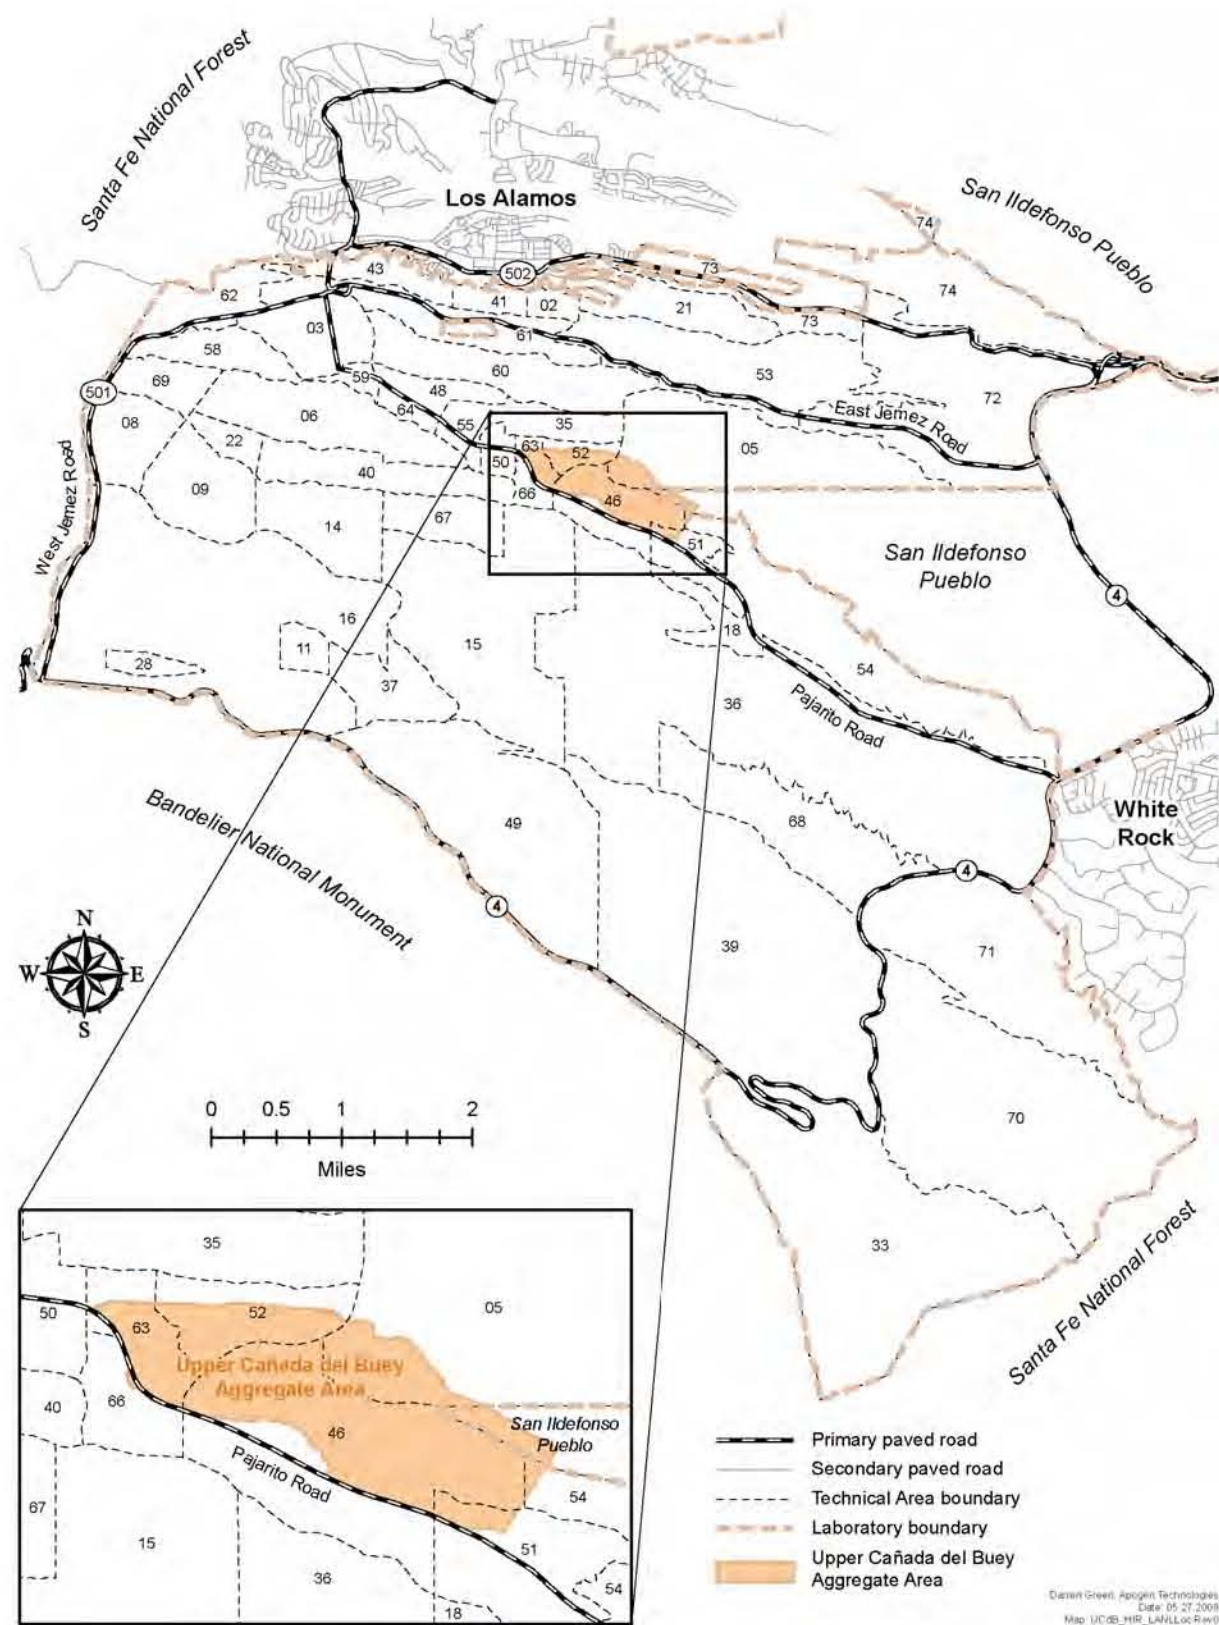 Santa Fe National Forest
Los Alamos
San Ildefonso Pueblo
74
502
73
43
62
41
02
21
74
73
03
61
58
60
53
59
69
48
72
501
64
08
06
55
East Jemez Road
35
22
05
63
52
50
40
09
66
46
14
67
51
West Jemez Road
San Ildefonso
Pueblo
4
16
15
18
11
28
54
37
36
Pajarito Road
White
Rock
Bandelier National Monument
49
68
4
4
N
W
E
S
39
71
0 0.5 1 2
Miles
70
33
Santa Fe National Forest
35
05
50
52
63
Upper Cañada del Buey
Aggregate Area
66
40
46
San Ildefonso
Pueblo
Pajarito Road
54
67
15
51
36
54
18
Primary paved road
Secondary paved road
Technical Area boundary
Laboratory boundary
Upper Cañada del Buey
Aggregate Area
Darren Green, Apogen Technologies
Date: 05.27.2008
Map: UCdB_HIR_LANLLoc Rev0